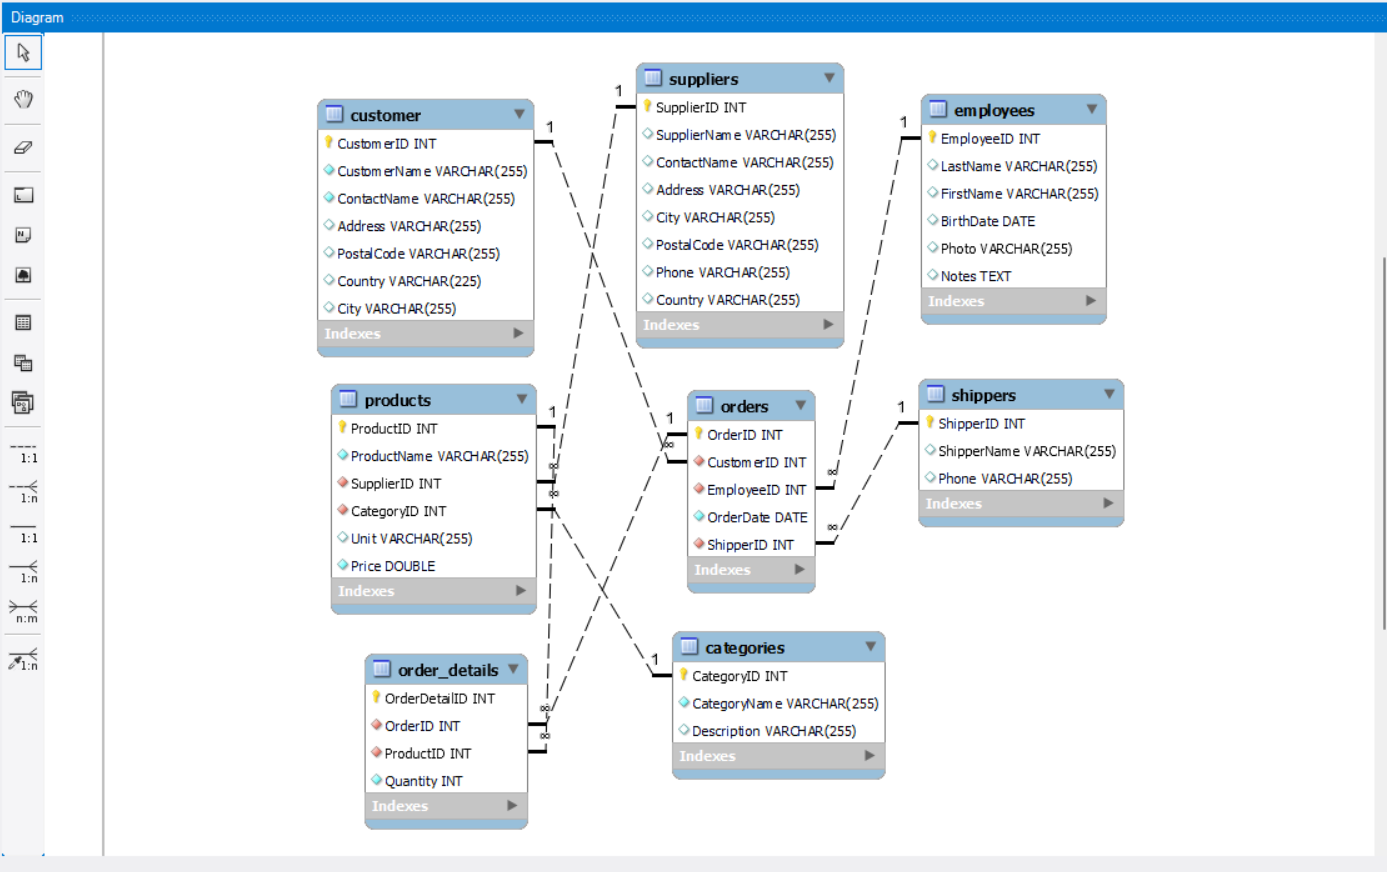 Diagram
1:1
1:n
1:1
1:n
n:m
1:n
customer
CustomerID INT
CustomerName VARCHAR(255)
ContactName VARCHAR(255)
Address VARCHAR(255)
PostalCode VARCHAR(255)
Country VARCHAR(225)
City VARCHAR(255)
Indexes
1
suppliers
SupplierID INT
SupplierName VARCHAR(255)
ContactName VARCHAR(255)
Address VARCHAR(255)
City VARCHAR(255)
PostalCode VARCHAR(255)
Phone VARCHAR(255)
Country VARCHAR(255)
Indexes
1
employees
EmployeeID INT
LastName VARCHAR(255)
FirstName VARCHAR(255)
BirthDate DATE
Photo VARCHAR(255)
Notes TEXT
Indexes
1
products
ProductID INT
ProductName VARCHAR(255)
SupplierID INT
CategoryID INT
Unit VARCHAR(255)
Price DOUBLE
Indexes
1
∞
∞
orders
OrderID INT
CustomerID INT
EmployeeID INT
OrderDate DATE
ShipperID INT
Indexes
1
∞
∞
∞
shippers
ShipperID INT
ShipperName VARCHAR(255)
Phone VARCHAR(255)
Indexes
1
order_details
OrderDetailID INT
OrderID INT
ProductID INT
Quantity INT
Indexes
∞
∞
categories
CategoryID INT
CategoryName VARCHAR(255)
Description VARCHAR(255)
Indexes
1